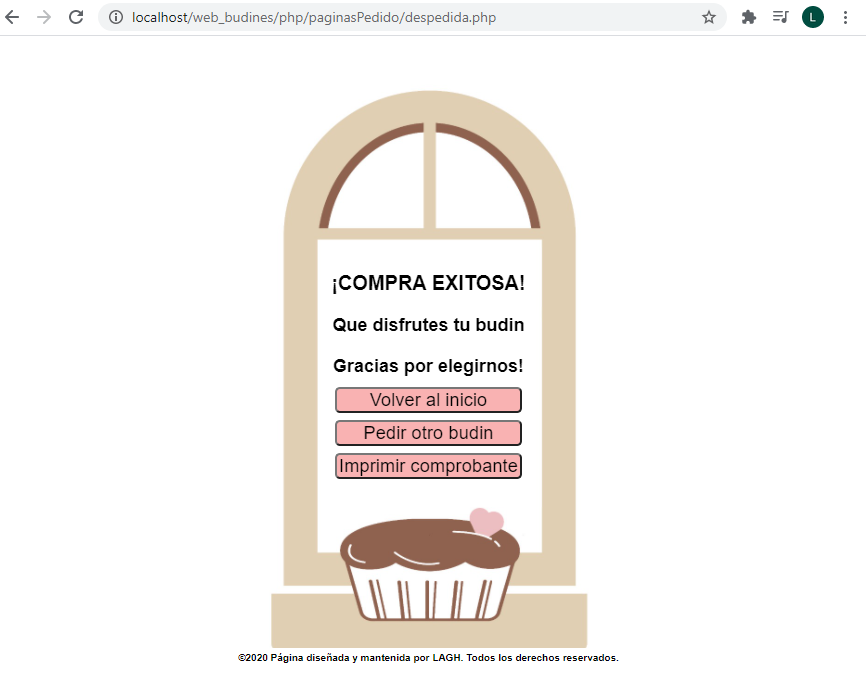 localhost/web_budines/php/paginasPedido/despedida.php
L
¡COMPRA EXITOSA!
Que disfrutes tu budin
Gracias por elegirnos!
Volver al inicio
Pedir otro budin
Imprimir comprobante
©2020 Página diseñada y mantenida por LAGH. Todos los derechos reservados.